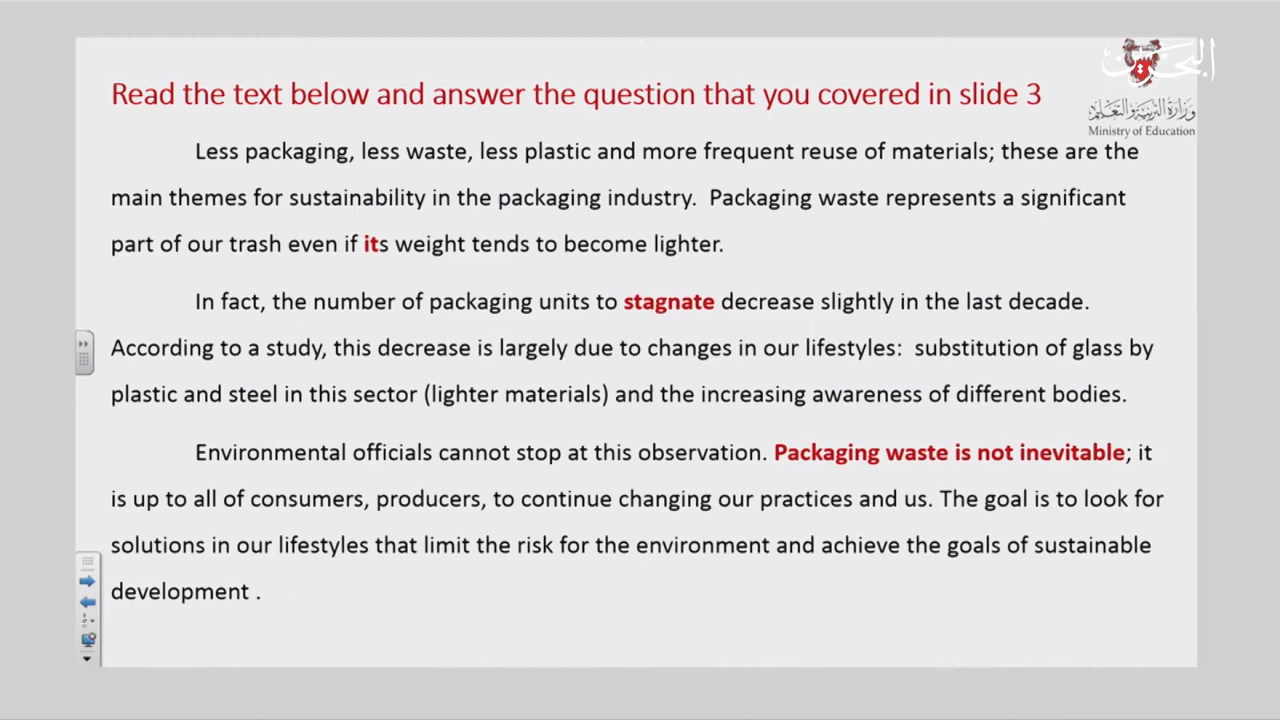 البحرين
Read the text below and answer the question that you covered in slide 3
وزارة التربية والتعليم
Ministry of Education
Less packaging, less waste, less plastic and more frequent reuse of materials; these are the
main themes for sustainability in the packaging industry. Packaging waste represents a significant
part of our trash even if its weight tends to become lighter.
In fact, the number of packaging units to stagnate decrease slightly in the last decade.
According to a study, this decrease is largely due to changes in our lifestyles: substitution of glass by
plastic and steel in this sector (lighter materials) and the increasing awareness of different bodies.
Environmental officials cannot stop at this observation. Packaging waste is not inevitable; it
is up to all of consumers, producers, to continue changing our practices and us. The goal is to look for
solutions in our lifestyles that limit the risk for the environment and achieve the goals of sustainable
development .